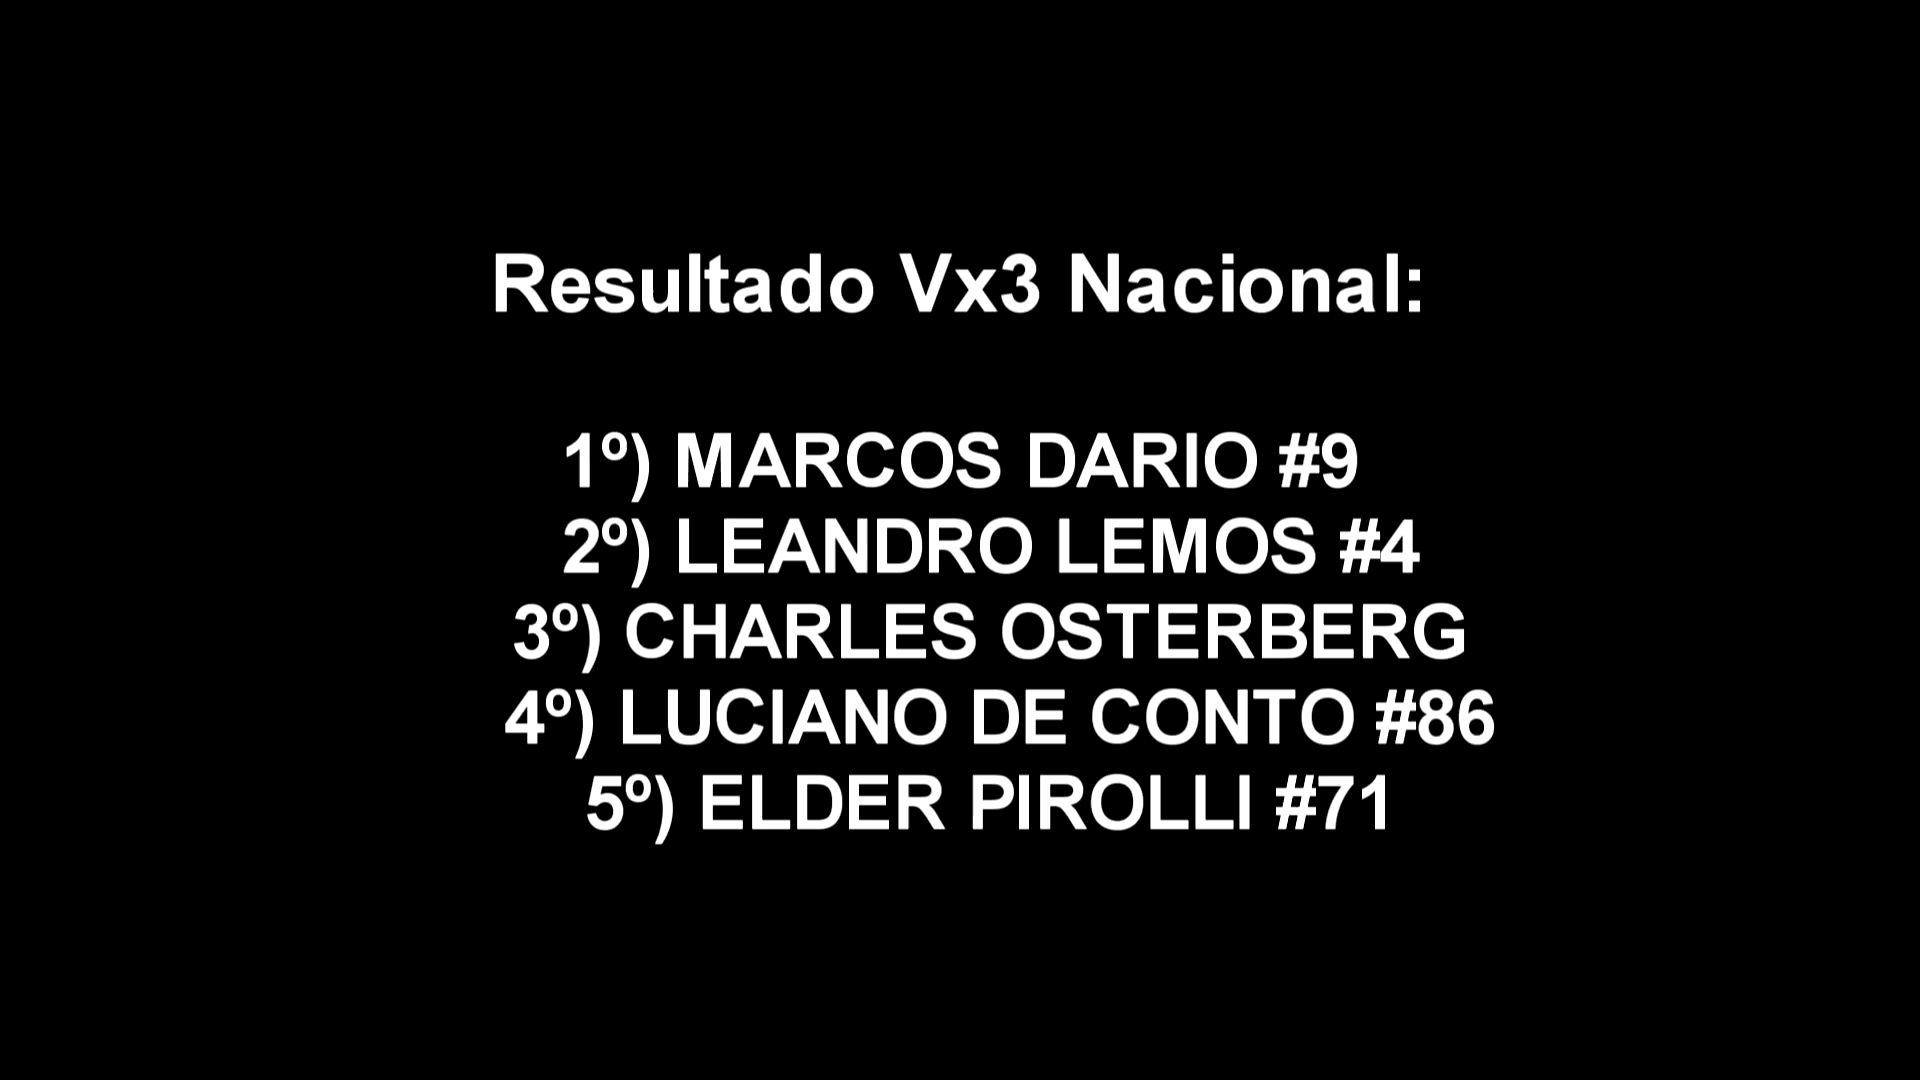 Resultado Vx3 Nacional:
1º) MARCOS DARIO #9
2º) LEANDRO LEMOS #4
3º) CHARLES OSTERBERG
4º) LUCIANO DE CONTO #86
5º) ELDER PIROLLI #71